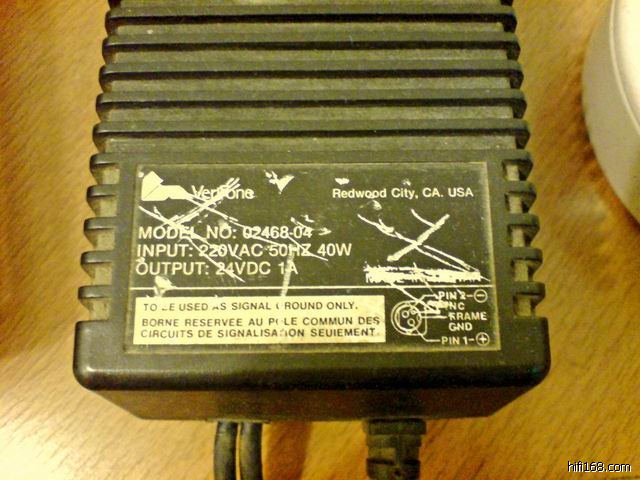 VeriFone
Redwood City, CA. USA
MODEL NO: 02468-04
INPUT: 220VAC 50HZ 40W
OUTPUT: 24VDC 1A
TO BE USED AS SIGNAL GROUND ONLY.
BORNE RESERVEE AU POLE COMMUN DES
CIRCUITS DE SIGNALISATION SEUIEMENT.
PIN 2-⊖
NC
FRAME
GND
PIN 1-⊕
hifi168.com